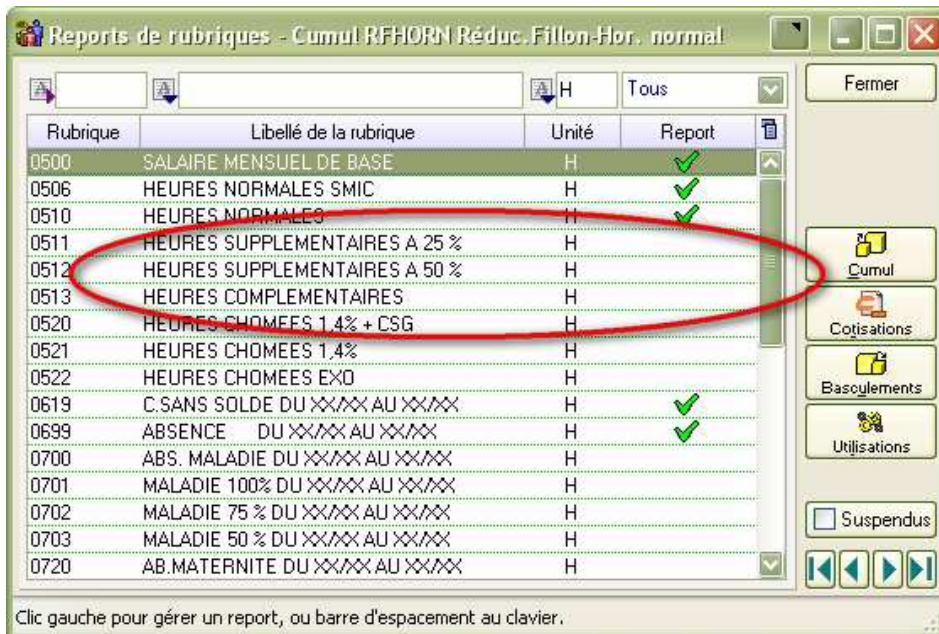 Reports de rubriques - Cumul RFHORN Réduc.Fillon-Hor. normal
H Tous Fermer
Rubrique Libellé de la rubrique Unité Report
0500 SALAIRE MENSUEL DE BASE H
0506 HEURES NORMALES SMIC H
0510 HEURES NORMALES H
0511 HEURES SUPPLEMENTAIRES A 25 % H
0512 HEURES SUPPLEMENTAIRES A 50 % H
Cumul
0513 HEURES COMPLEMENTAIRES H
0520 HEURES CHOMEES 1,4% + CSG H
Cotisations
0521 HEURES CHOMEES 1,4% H
0522 HEURES CHOMEES EXO H
Basculements
0619 C.SANS SOLDE DU XX/XX AU XX/XX H
0699 ABSENCE DU XX/XX AU XX/XX H
Utilisations
0700 ABS. MALADIE DU XX/XX AU XX/XX H
0701 MALADIE 100% DU XX/XX AU XX/XX H
0702 MALADIE 75 % DU XX/XX AU XX/XX H
Suspendus
0703 MALADIE 50 % DU XX/XX AU XX/XX H
0720 AB.MATERNITE DU XX/XX AU XX/XX H
Clic gauche pour gérer un report, ou barre d'espacement au clavier.